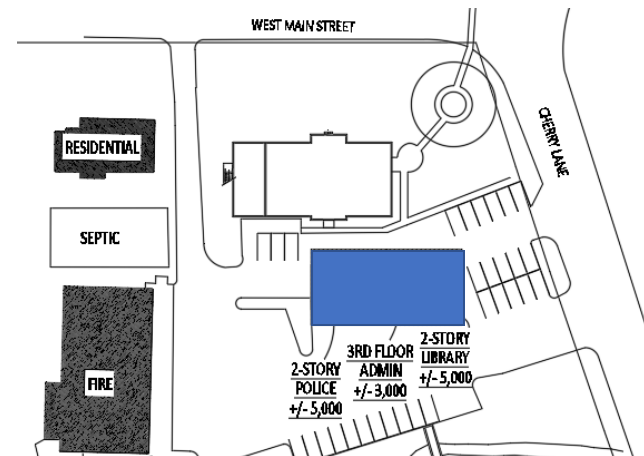 WEST MAIN STREET
CHERRY LANE
RESIDENTIAL
SEPTIC
FIRE
2-STORY
POLICE
+/- 5,000
3RD FLOOR
ADMIN
+/- 3,000
2-STORY
LIBRARY
+/- 5,000